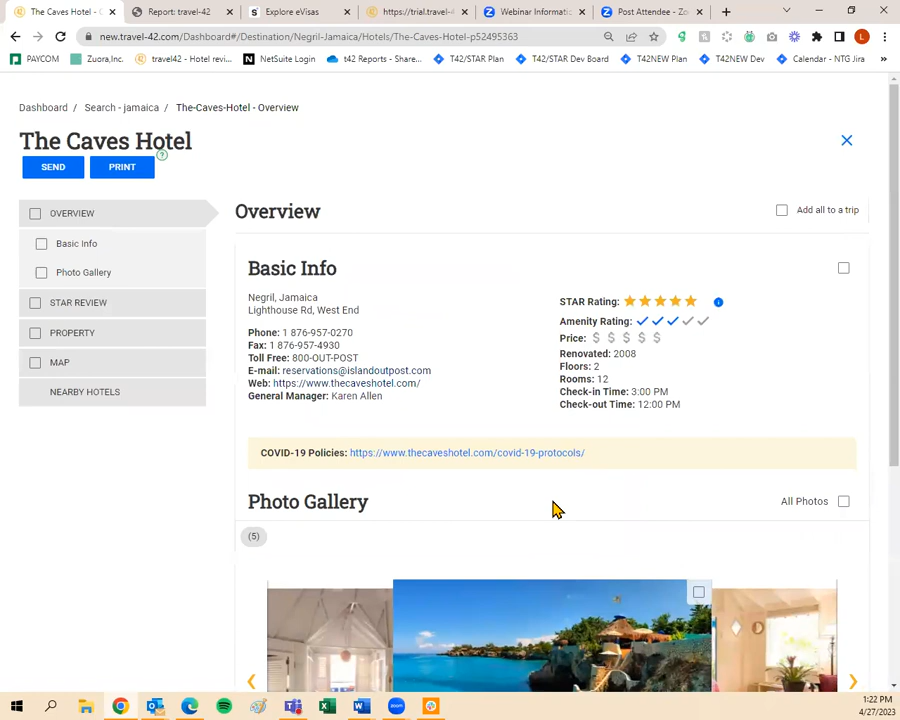 The Caves Hotel - O
Report: travel-42
Explore eVisas
https://trial.travel-4
Webinar Informati
Post Attendee - Zo
new.travel-42.com/Dashboard#/Destination/Negril-Jamaica/Hotels/The-Caves-Hotel-p52495363
L
PAYCOM
Zuora,Inc.
travel42 - Hotel revi...
NetSuite Login
t42 Reports - Share...
T42/STAR Plan
T42/STAR Dev Board
T42NEW Plan
T42NEW Dev
Calendar - NTG Jira
»
Dashboard / Search - jamaica / The-Caves-Hotel - Overview
The Caves Hotel
?
SEND
PRINT
OVERVIEW
Basic Info
Photo Gallery
STAR REVIEW
PROPERTY
MAP
NEARBY HOTELS
Overview
Add all to a trip
Basic Info
Negril, Jamaica
Lighthouse Rd, West End
Phone: 1 876-957-0270
Fax: 1 876-957-4930
Toll Free: 800-OUT-POST
E-mail: reservations@islandoutpost.com
Web: https://www.thecaveshotel.com/
General Manager: Karen Allen
STAR Rating:
Amenity Rating:
Price: $ $ $ $ $
Renovated: 2008
Floors: 2
Rooms: 12
Check-in Time: 3:00 PM
Check-out Time: 12:00 PM
COVID-19 Policies: https://www.thecaveshotel.com/covid-19-protocols/
Photo Gallery
All Photos
(5)
zoom
1:22 PM
4/27/2023